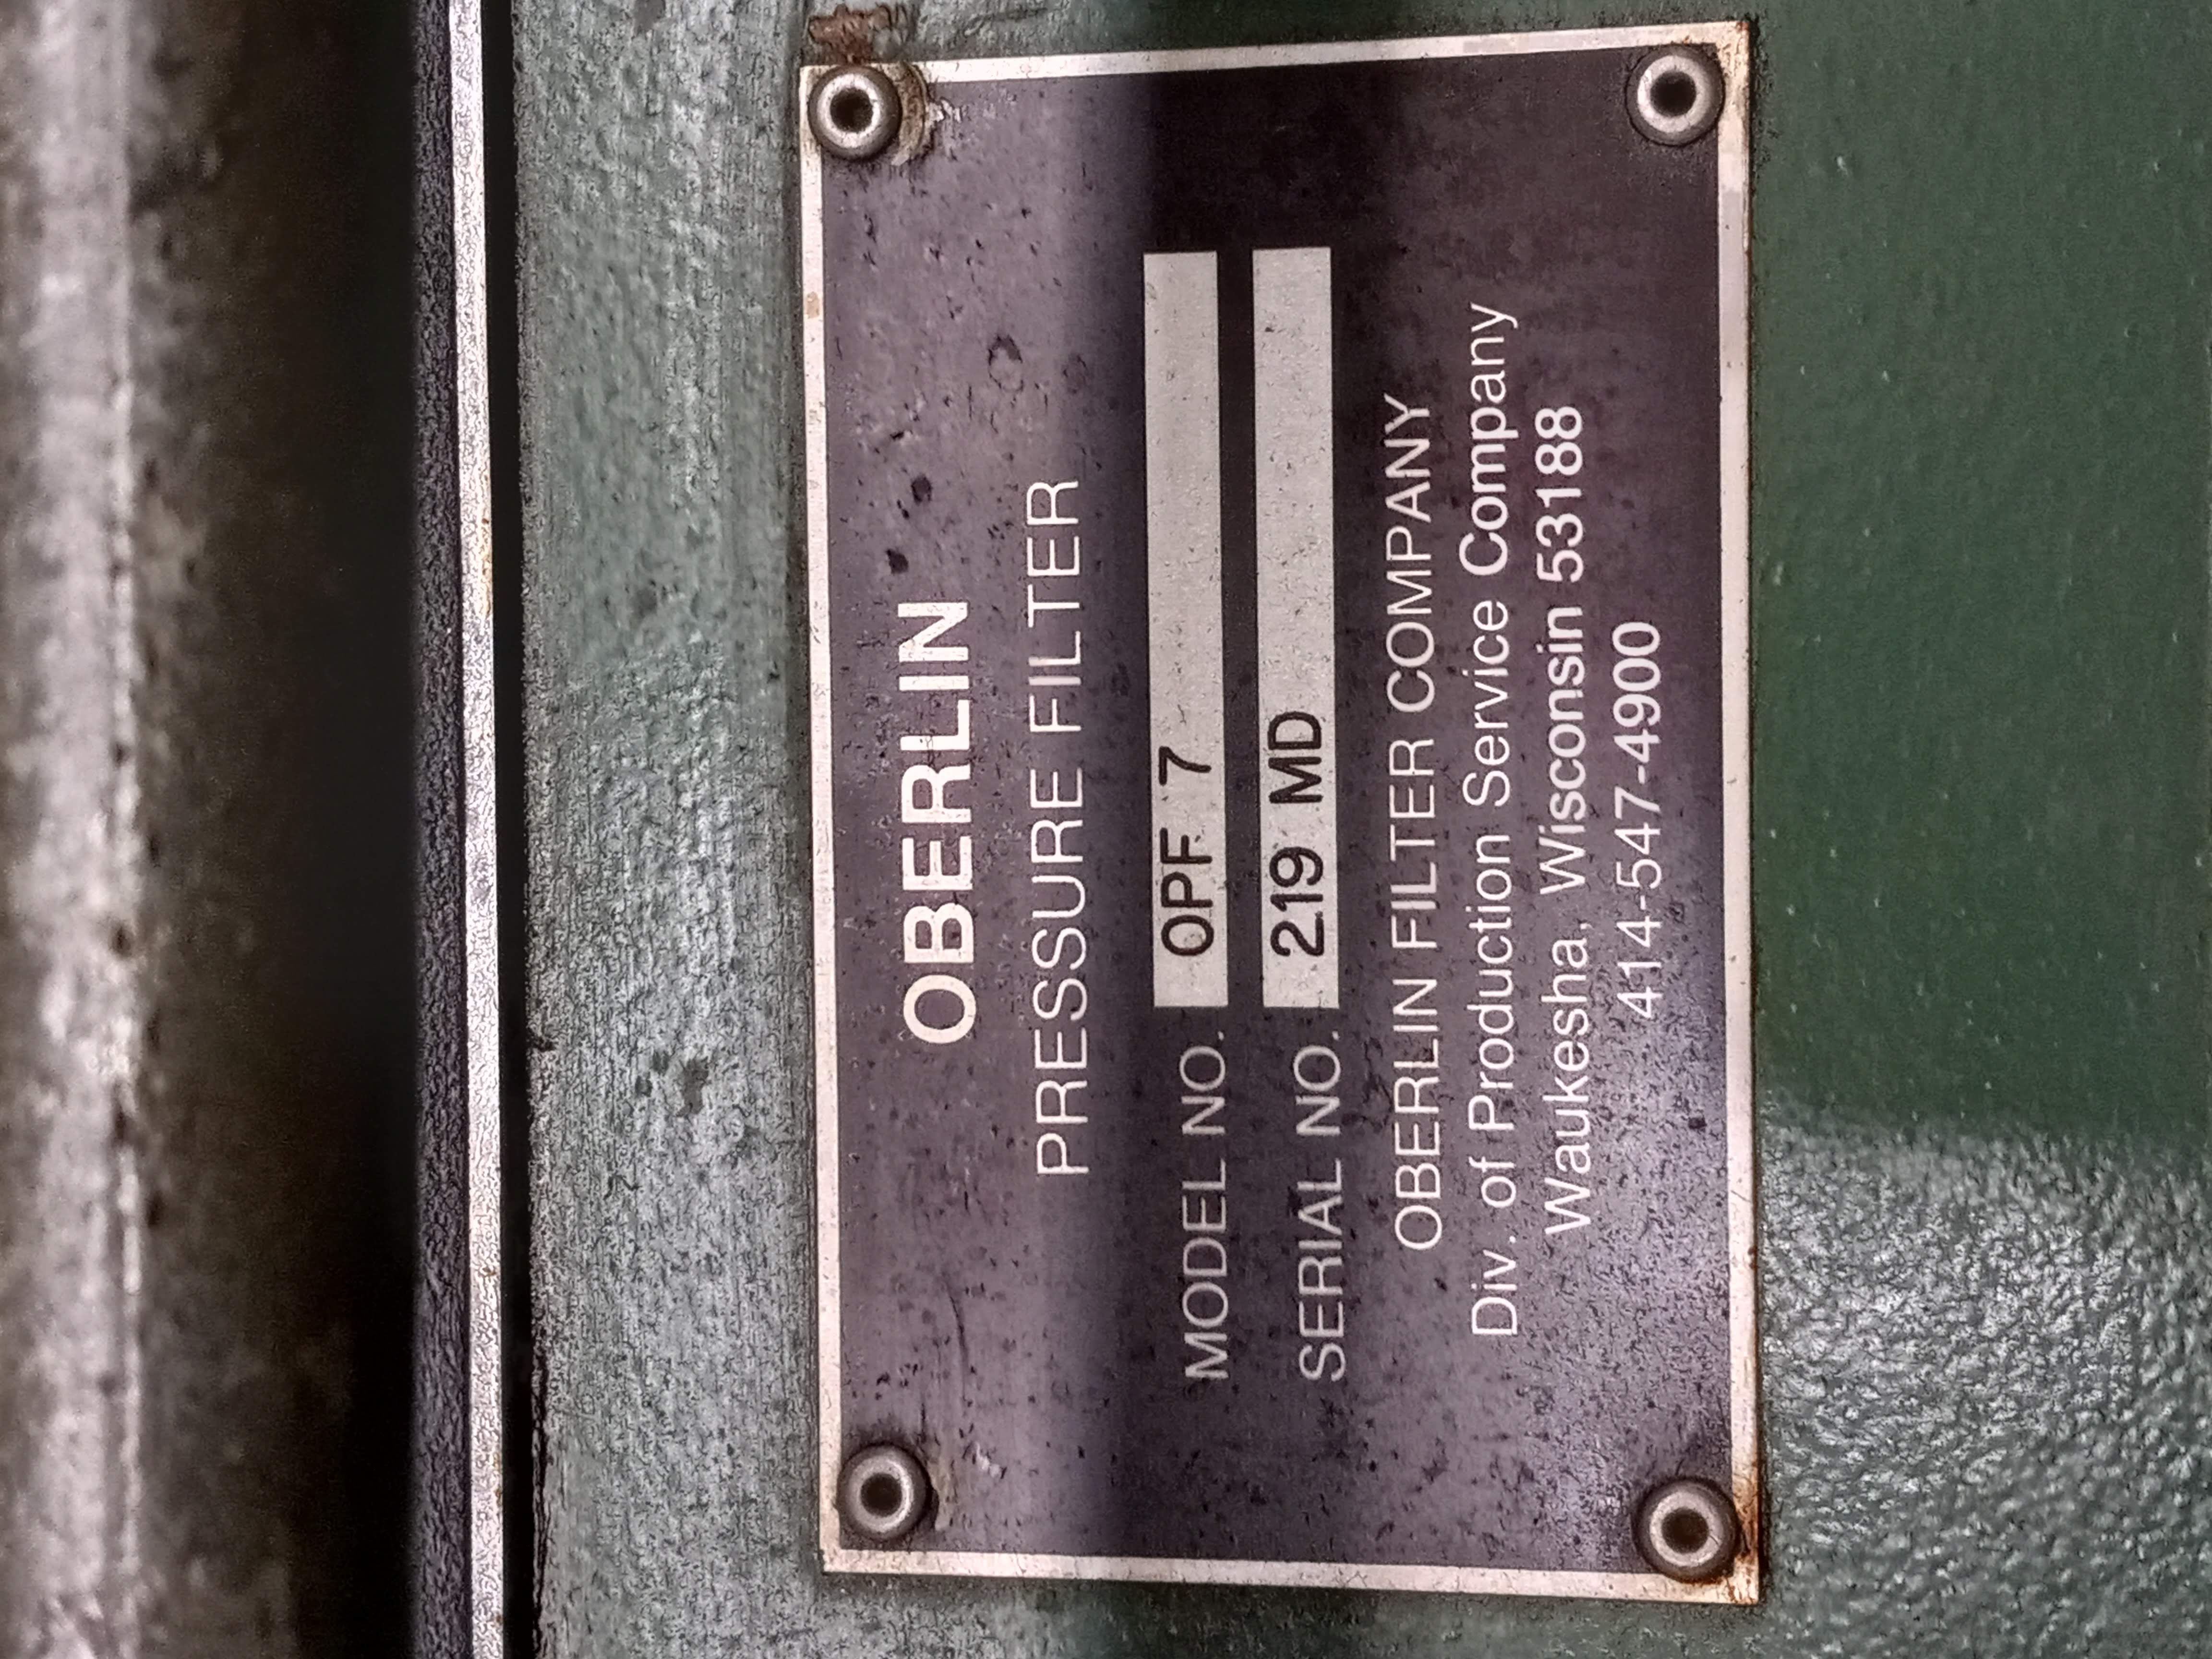 OBERLIN
PRESSURE FILTER
MODEL NO. OPF 7
SERIAL NO. 219 MD
OBERLIN FILTER COMPANY
Div. of Production Service Company
Waukesha, Wisconsin 53188
414-547-4900